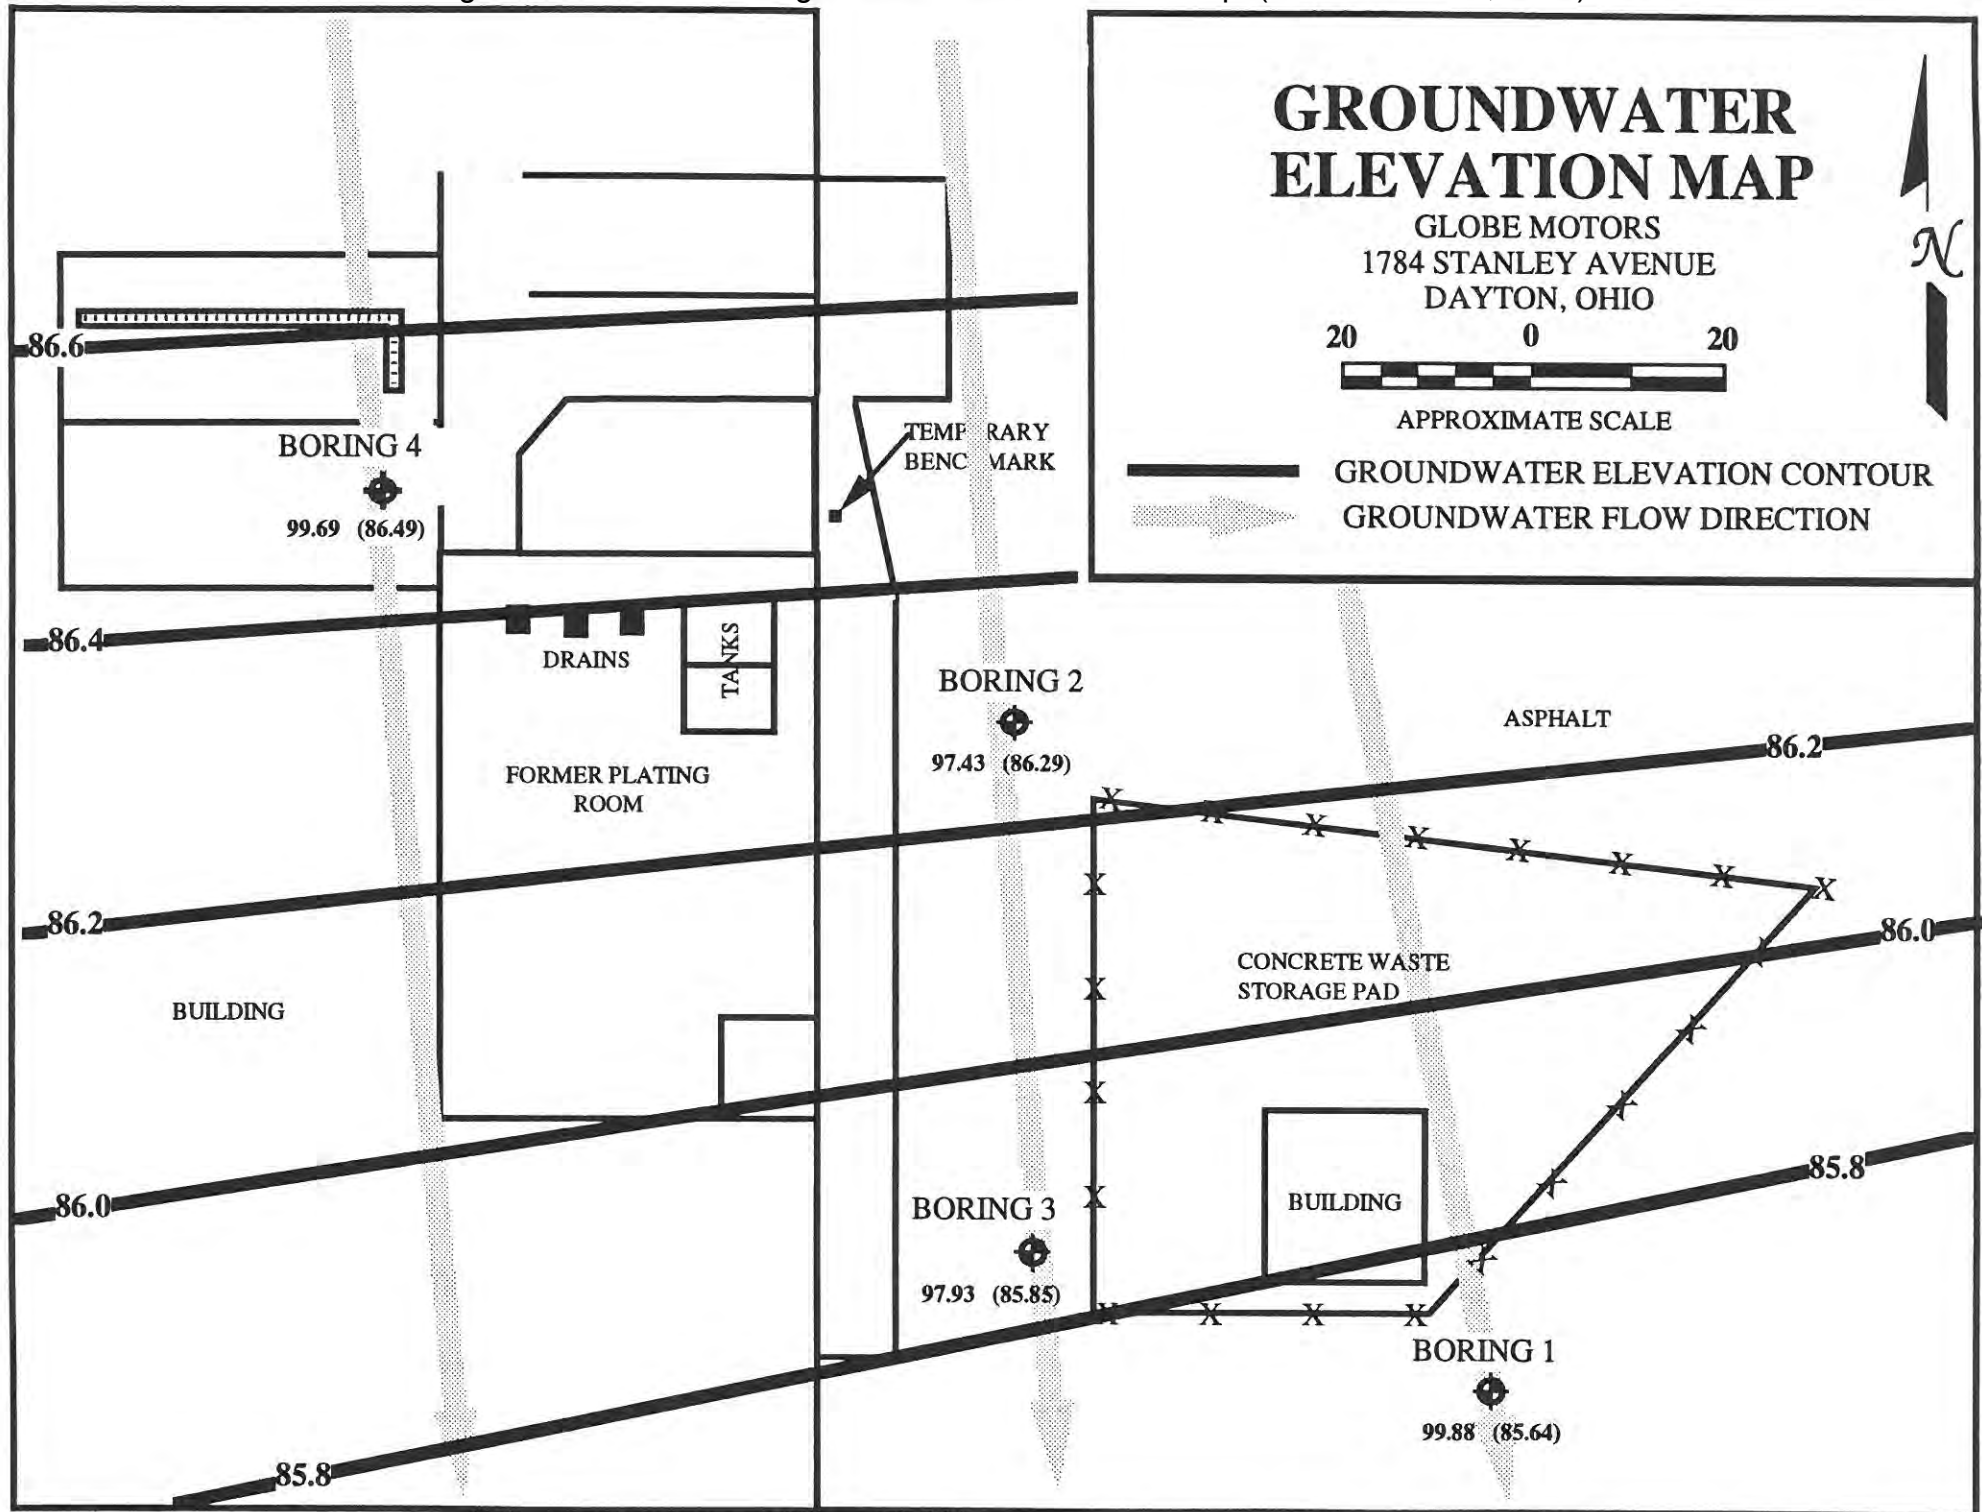 GROUNDWATER
ELEVATION MAP
GLOBE MOTORS
1784 STANLEY AVENUE
DAYTON, OHIO
20 0 20
APPROXIMATE SCALE
GROUNDWATER ELEVATION CONTOUR
GROUNDWATER FLOW DIRECTION
N
86.6
BORING 4
99.69 (86.49)
TEMP RARY
BENC MARK
86.4
DRAINS
TANKS
BORING 2
97.43 (86.29)
ASPHALT
86.2
FORMER PLATING
ROOM
86.2
86.0
CONCRETE WASTE
STORAGE PAD
BUILDING
86.0
BORING 3
97.93 (85.85)
BUILDING
85.8
BORING 1
99.88 (85.64)
85.8